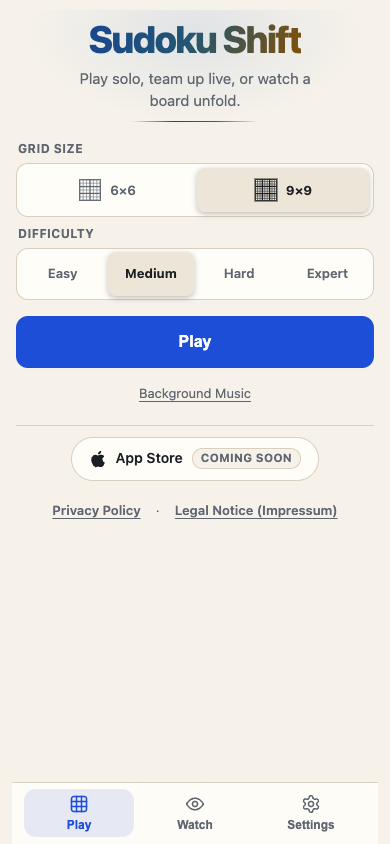 Sudoku Shift
Play solo, team up live, or watch a
board unfold.
GRID SIZE
6×6
9×9
DIFFICULTY
Easy
Medium
Hard
Expert
Play
Background Music
App Store COMING SOON
Privacy Policy · Legal Notice (Impressum)
Play
Watch
Settings